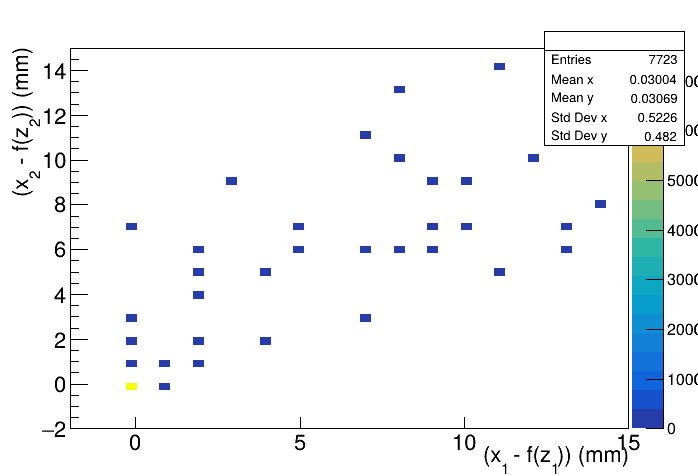 (x2 - f(z2)) (mm)
14
12
10
8
6
4
2
0
−2
0
5
10
15
(x1 - f(z1)) (mm)
Entries 7723
Mean x 0.03004
Mean y 0.03069
Std Dev x 0.5226
Std Dev y 0.482
5000
4000
3000
2000
1000
0